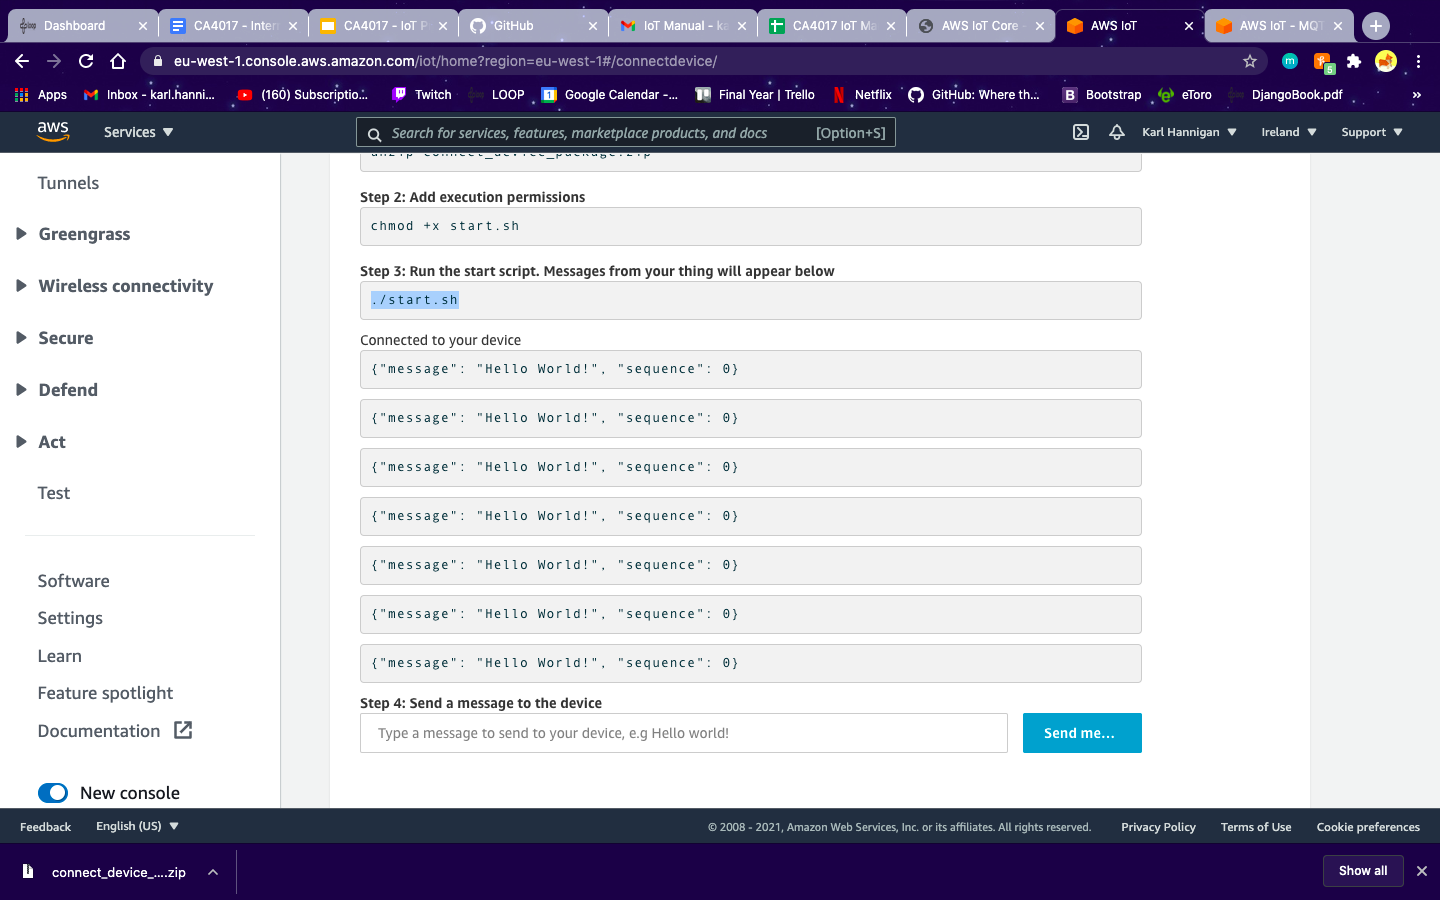 Dashboard
CA4017 - Intern
CA4017 - IoT P
GitHub
IoT Manual - ka
CA4017 IoT Ma
AWS IoT Core -
AWS IoT
AWS IoT - MQT
eu-west-1.console.aws.amazon.com/iot/home?region=eu-west-1#/connectdevice/
m
5
Apps
Inbox - karl.hanni...
(160) Subscriptio...
Twitch
LOOP
Google Calendar -...
Final Year | Trello
Netflix
GitHub: Where th...
Bootstrap
eToro
DjangoBook.pdf
»
aws
Services
Search for services, features, marketplace products, and docs
[Option+S]
Karl Hannigan
Ireland
Support
Tunnels
Greengrass
Wireless connectivity
Secure
Defend
Act
Test
Software
Settings
Learn
Feature spotlight
Documentation
New console
unzip connect_device_package.zip
Step 2: Add execution permissions
chmod +x start.sh
Step 3: Run the start script. Messages from your thing will appear below
./start.sh
Connected to your device
{"message": "Hello World!", "sequence": 0}
{"message": "Hello World!", "sequence": 0}
{"message": "Hello World!", "sequence": 0}
{"message": "Hello World!", "sequence": 0}
{"message": "Hello World!", "sequence": 0}
{"message": "Hello World!", "sequence": 0}
{"message": "Hello World!", "sequence": 0}
Step 4: Send a message to the device
Type a message to send to your device, e.g Hello world!
Send me...
Feedback
English (US)
© 2008 - 2021, Amazon Web Services, Inc. or its affiliates. All rights reserved.
Privacy Policy
Terms of Use
Cookie preferences
connect_device_....zip
Show all